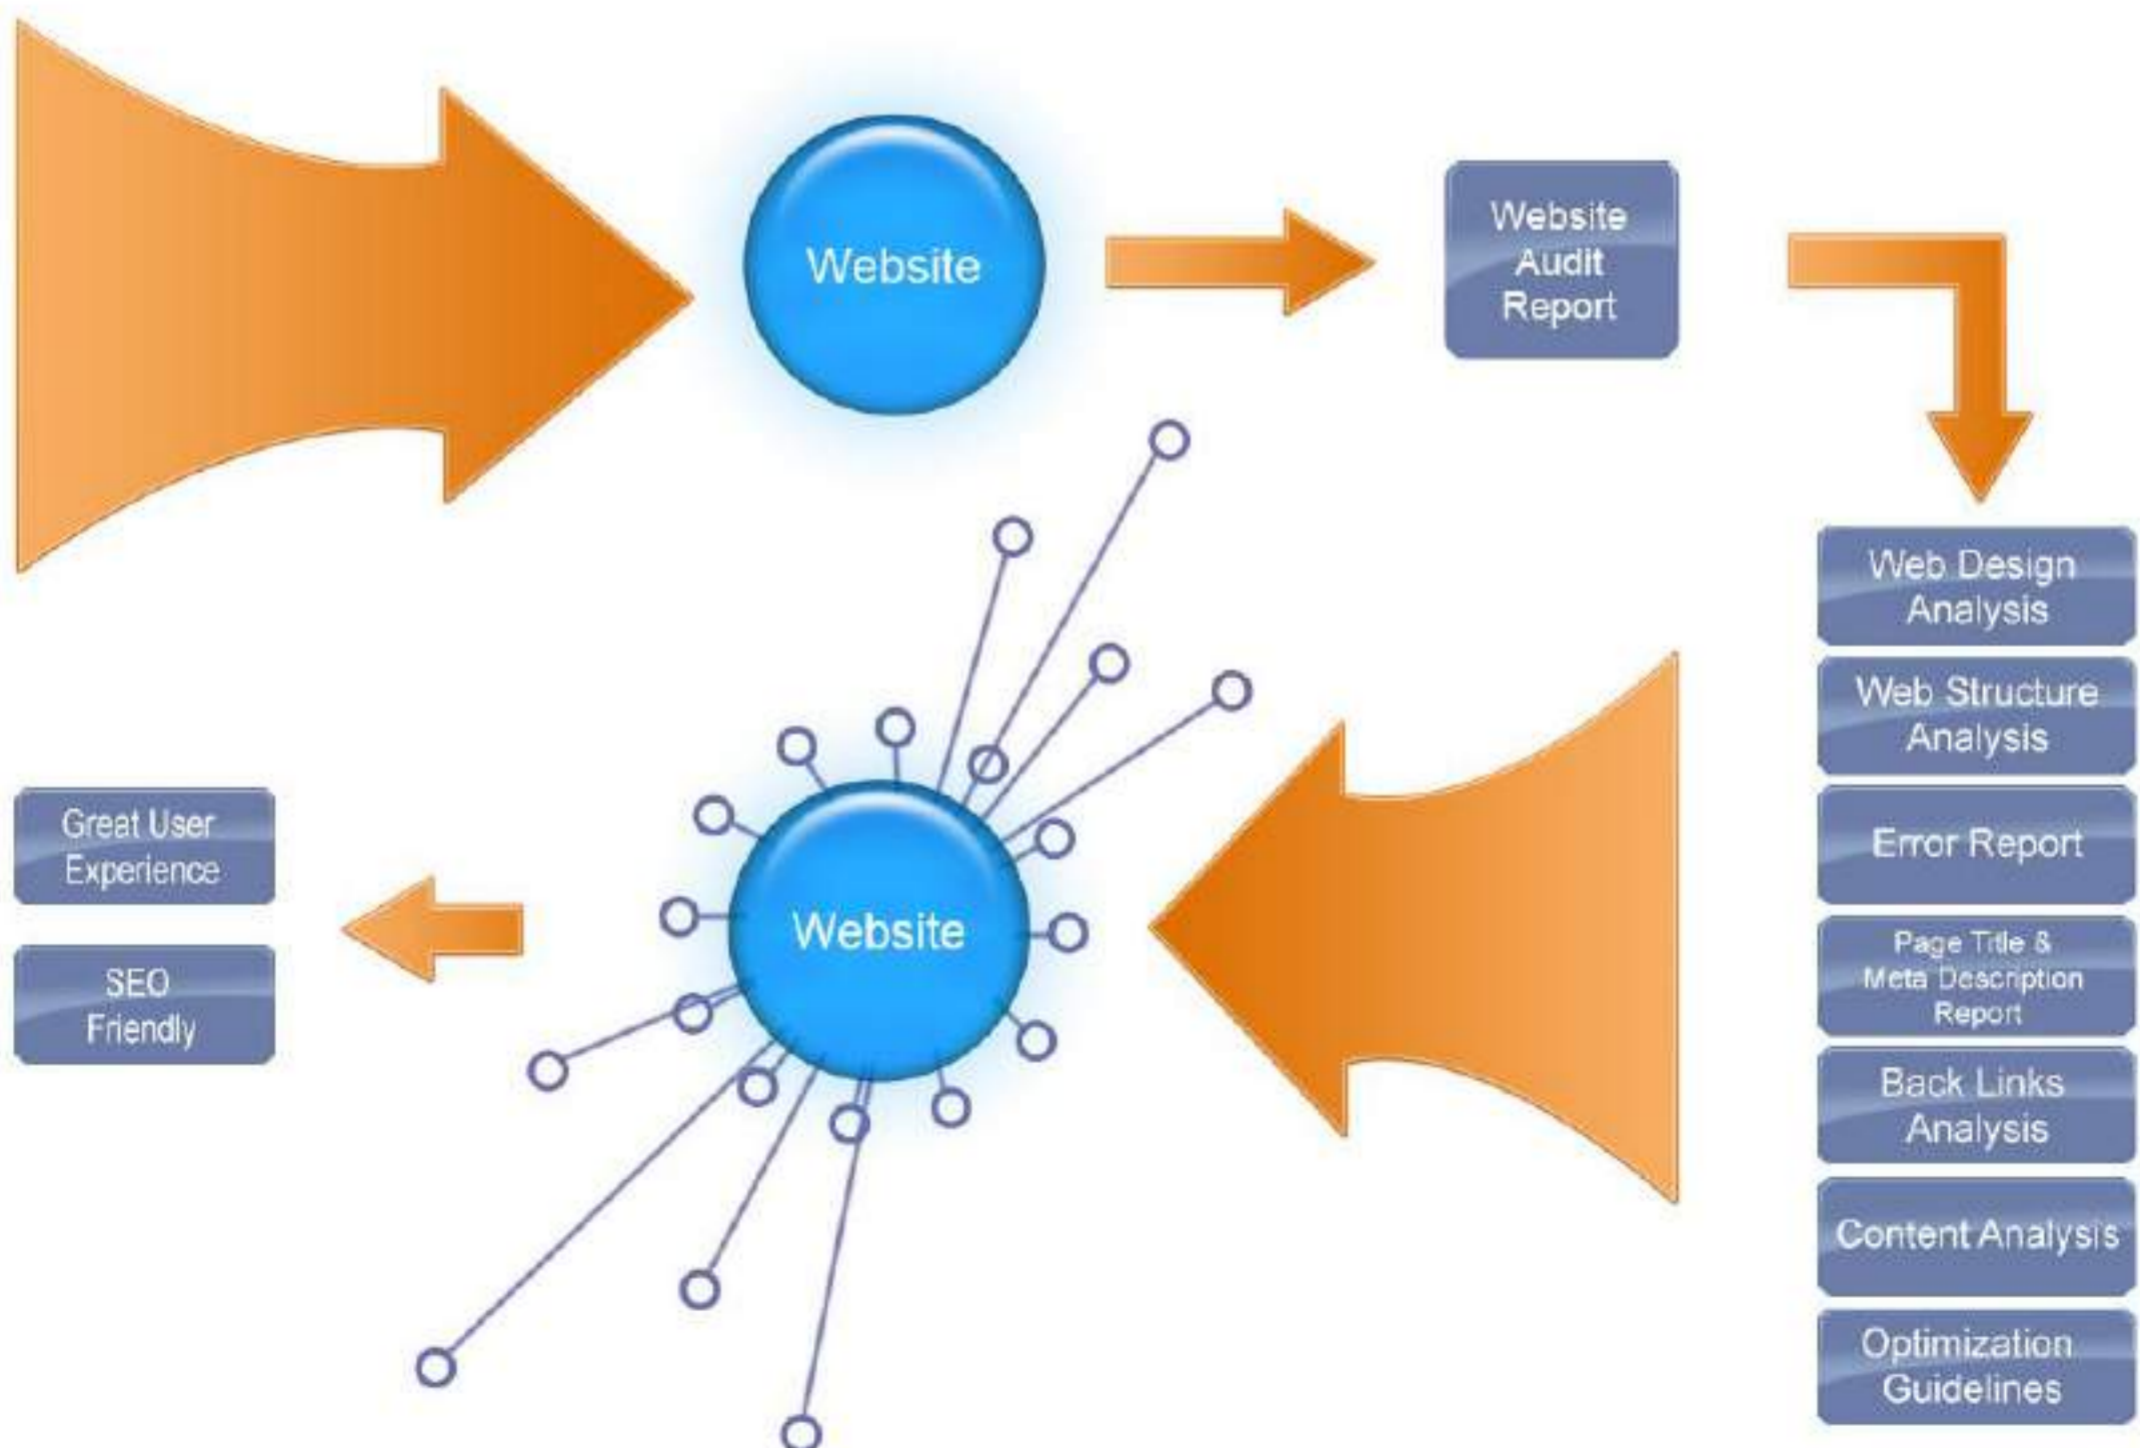 Website
Website
Audit
Report
Web Design
Analysis
Web Structure
Analysis
Error Report
Page Title &
Meta Description
Report
Back Links
Analysis
Content Analysis
Optimization
Guidelines
Website
Great User
Experience
SEO
Friendly